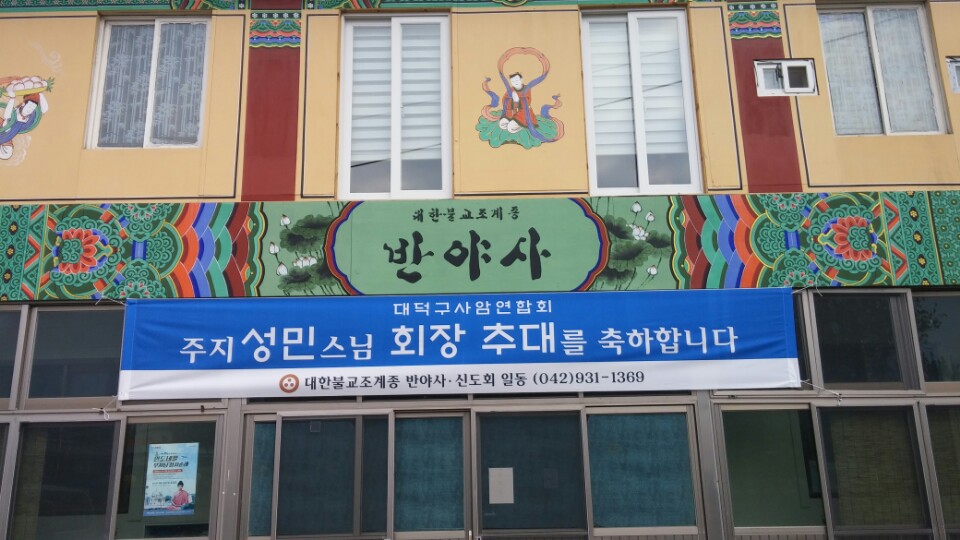 대한불교조계종
반야사
대덕구사암연합회
주지 성민스님 회장 추대를 축하합니다
대한불교조계종 반야사·신도회 일동 (042)931-1369